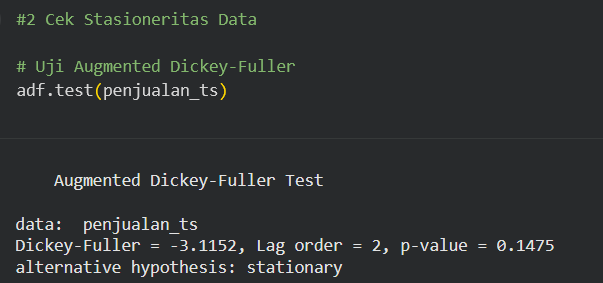 #2 Cek Stasioneritas Data
# Uji Augmented Dickey-Fuller
adf.test(penjualan_ts)
Augmented Dickey-Fuller Test
data:  penjualan_ts
Dickey-Fuller = -3.1152, Lag order = 2, p-value = 0.1475
alternative hypothesis: stationary